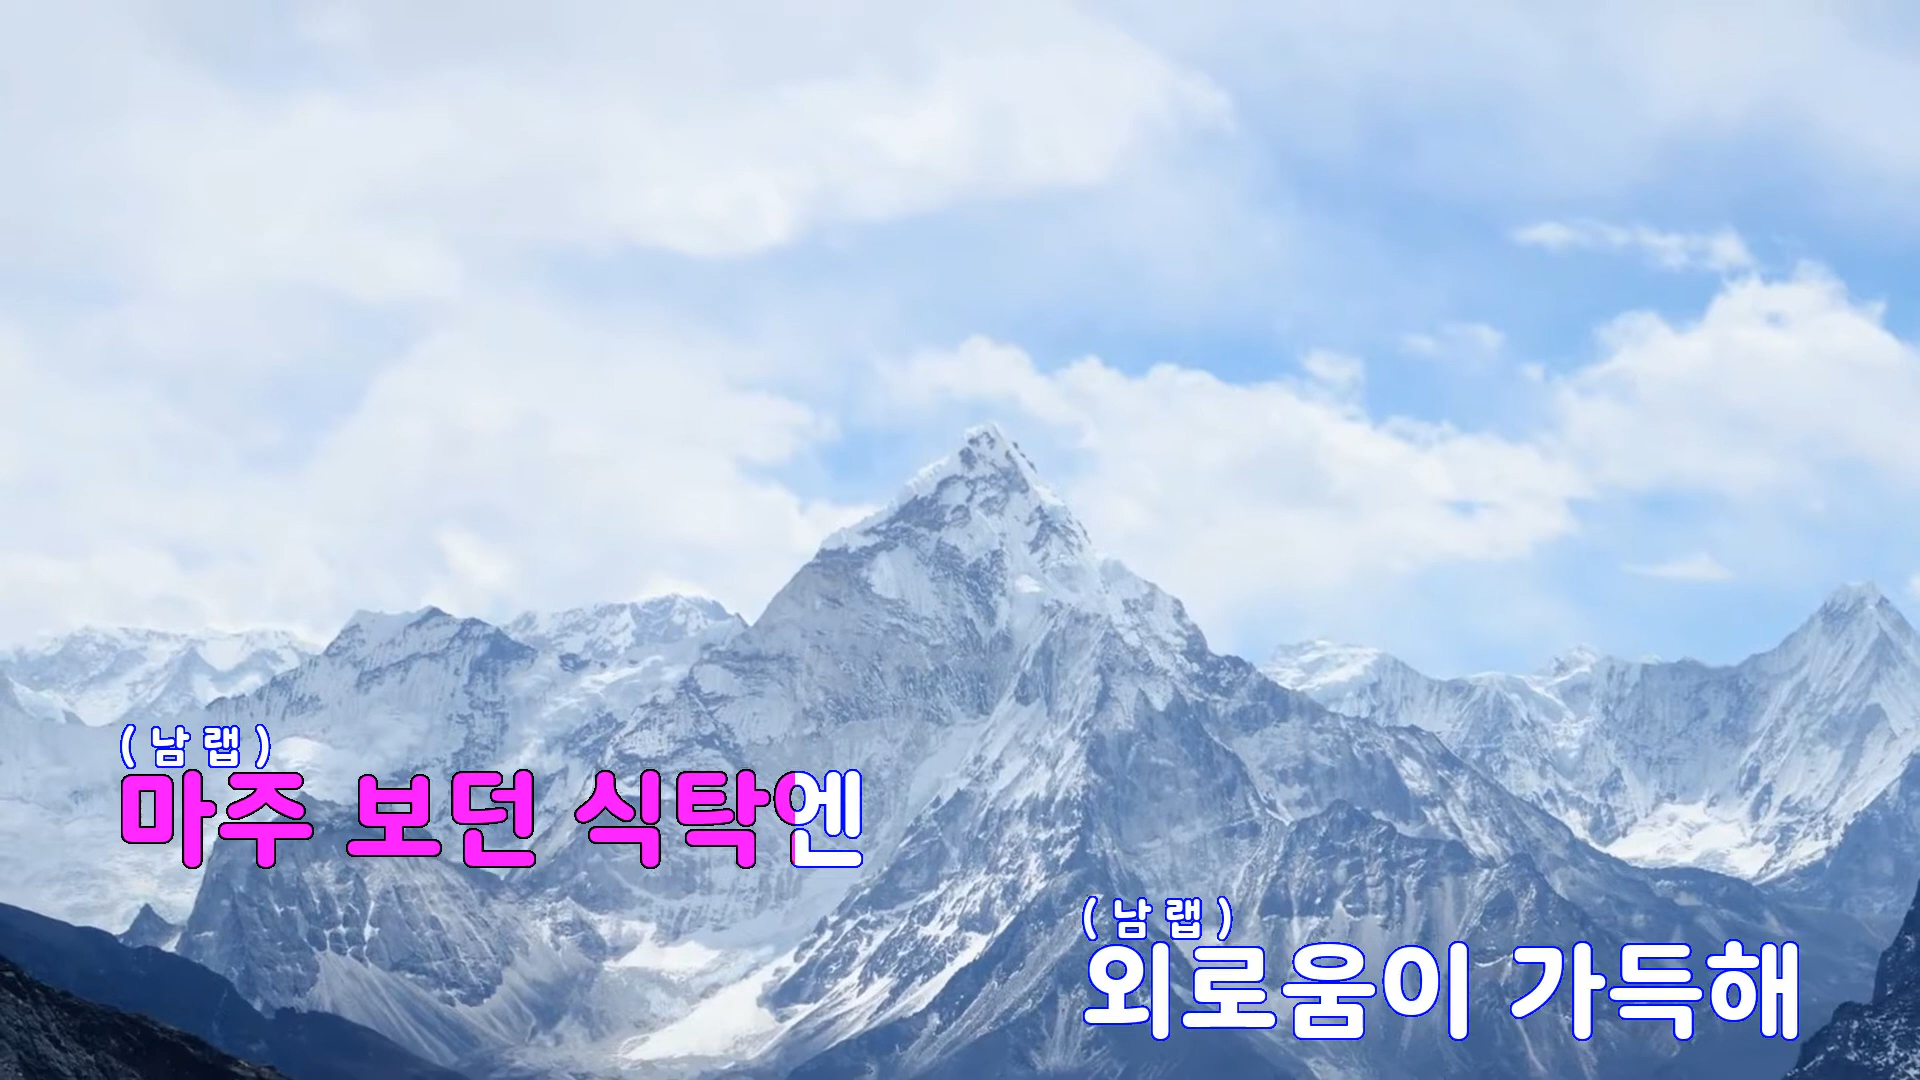 ( 남 랩 )
마주 보던 식탁엔
( 남 랩 )
외로움이 가득해